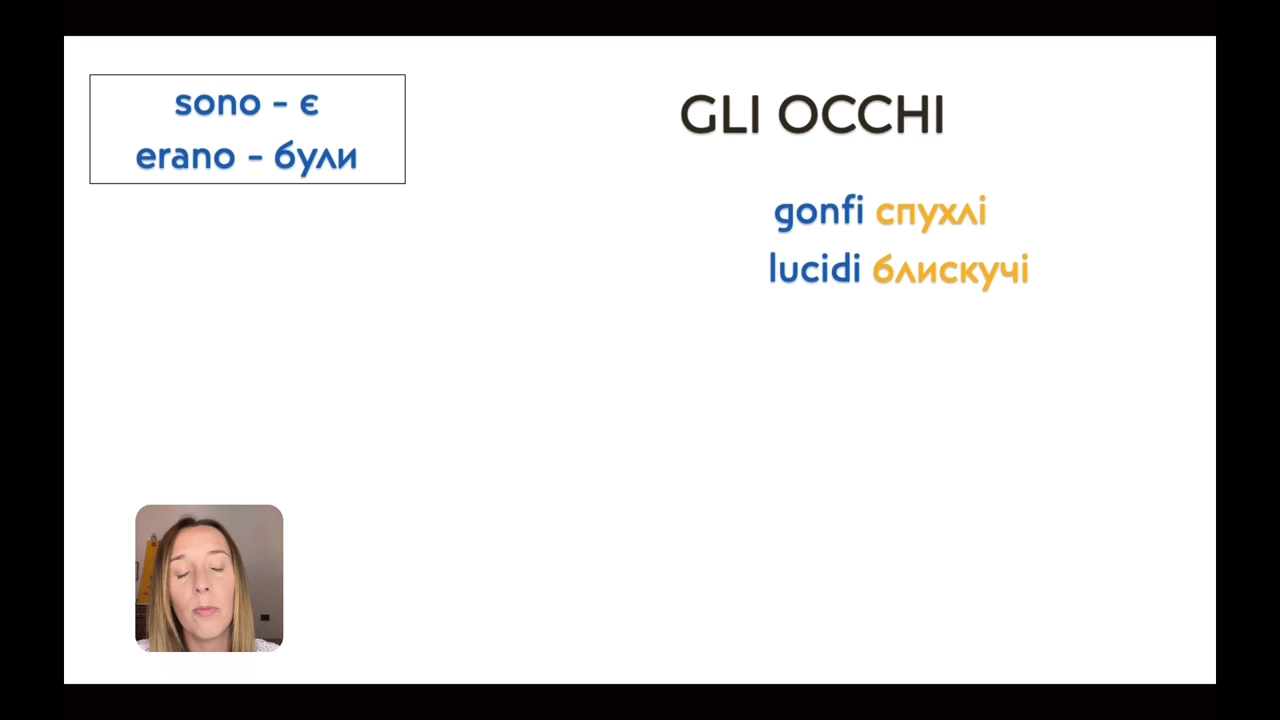 sono - є
erano - були
GLI OCCHI
gonfi спухлі
lucidi блискучі